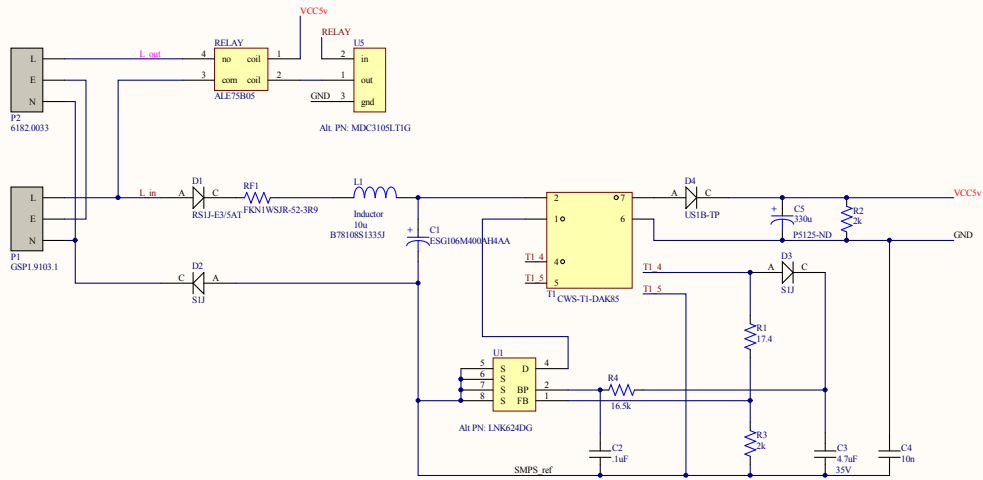 VCC5v
RELAY
RELAY
U5
L
L_out
4
no
coil
1
2
in
E
3
com
coil
2
1
out
N
ALE75B05
GND
3
gnd
P2
6182.0033
Alt. PN: MDC3105LT1G
L
L_in
A
D1
C
RS1J-E3/5AT
RF1
FKN1WSJR-52-3R9
L1
Inductor
10u
B78108S1335J
E
N
P1
GSP1.9103.1
+
C1
ESG106M400AH4AA
C
D2
A
S1J
2
7
1
6
T1_4
4
T1_5
5
T1
CWS-T1-DAK85
T1_4
T1_5
A
D4
C
US1B-TP
VCC5v
+
C5
330u
P5125-ND
R2
2k
GND
A
D3
C
S1J
R1
17.4
U1
5
S
D
4
6
S
7
S
BP
2
8
S
FB
1
Alt PN: LNK624DG
R4
16.5k
C2
.1uF
R3
2k
C3
4.7uF
35V
C4
10n
SMPS_ref